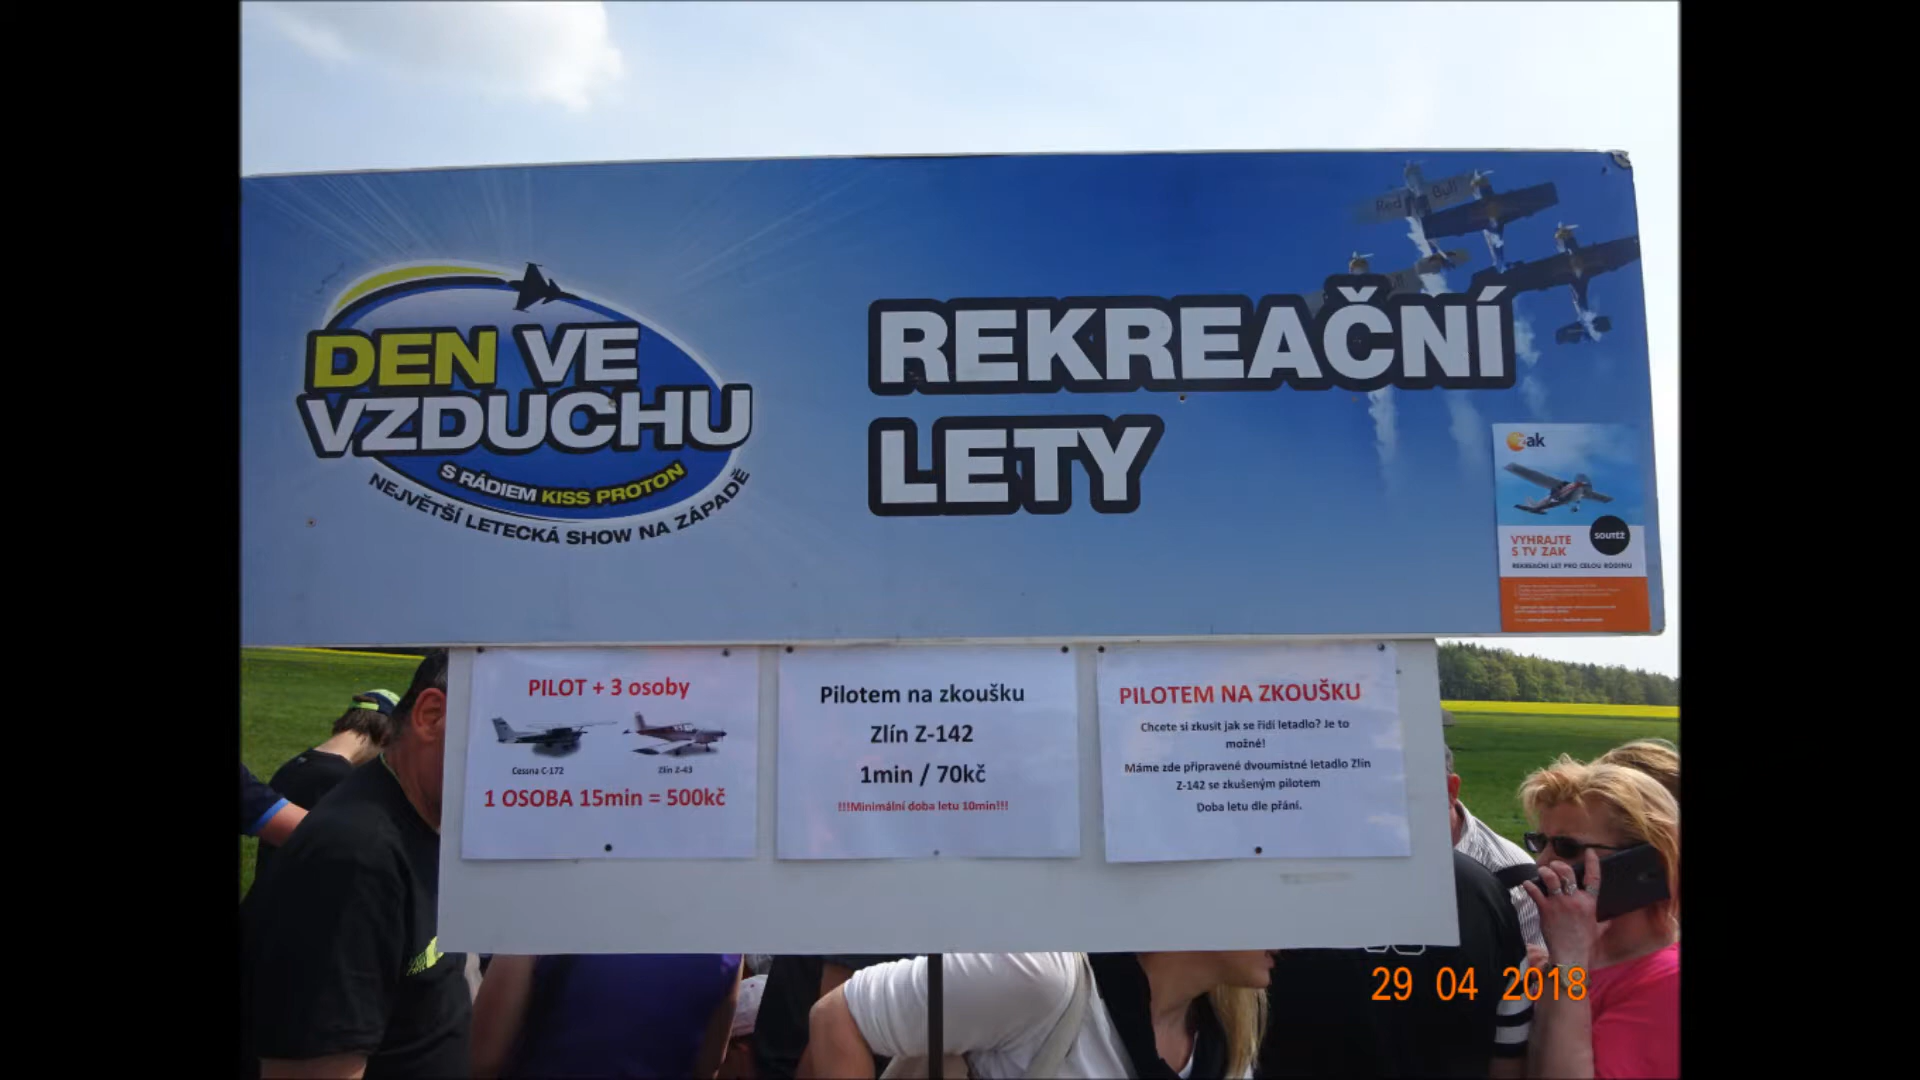 DEN VE
VZDUCHU
S RÁDIEM KISS PROTON
NEJVĚTŠÍ LETECKÁ SHOW NA ZÁPADĚ
REKREAČNÍ
LETY
Red Bull
zak
SOUTĚŽ
VYHRAJTE
S TV ZAK
REKREAČNÍ LET PRO CELOU RODINU
PILOT + 3 osoby
Cessna C-172
Zlín Z-43
1 OSOBA 15min = 500kč
Pilotem na zkoušku
Zlín Z-142
1min / 70kč
!!!Minimální doba letu 10min!!!
PILOTEM NA ZKOUŠKU
Chcete si zkusit jak se řídí letadlo? Je to
možné!
Máme zde připravené dvoumístné letadlo Zlín
Z-142 se zkušeným pilotem
Doba letu dle přání.
29 04 2018